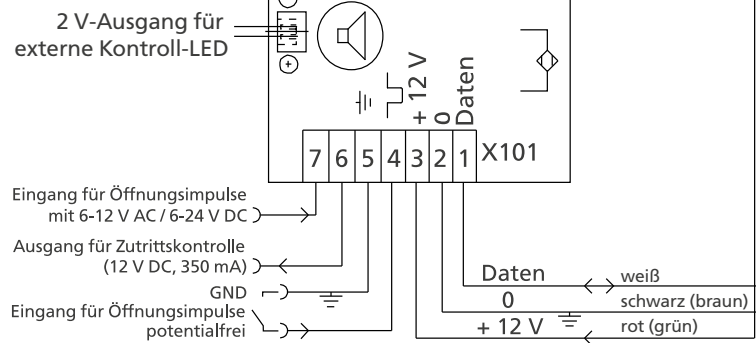 2 V-Ausgang für
externe Kontroll-LED
+ 12 V
0
Daten
7 6 5 4 3 2 1 X101
Eingang für Öffnungsimpulse
mit 6-12 V AC / 6-24 V DC
Ausgang für Zutrittskontrolle
(12 V DC, 350 mA)
GND
Eingang für Öffnungsimpulse
potentialfrei
Daten weiß
0 schwarz (braun)
+ 12 V rot (grün)